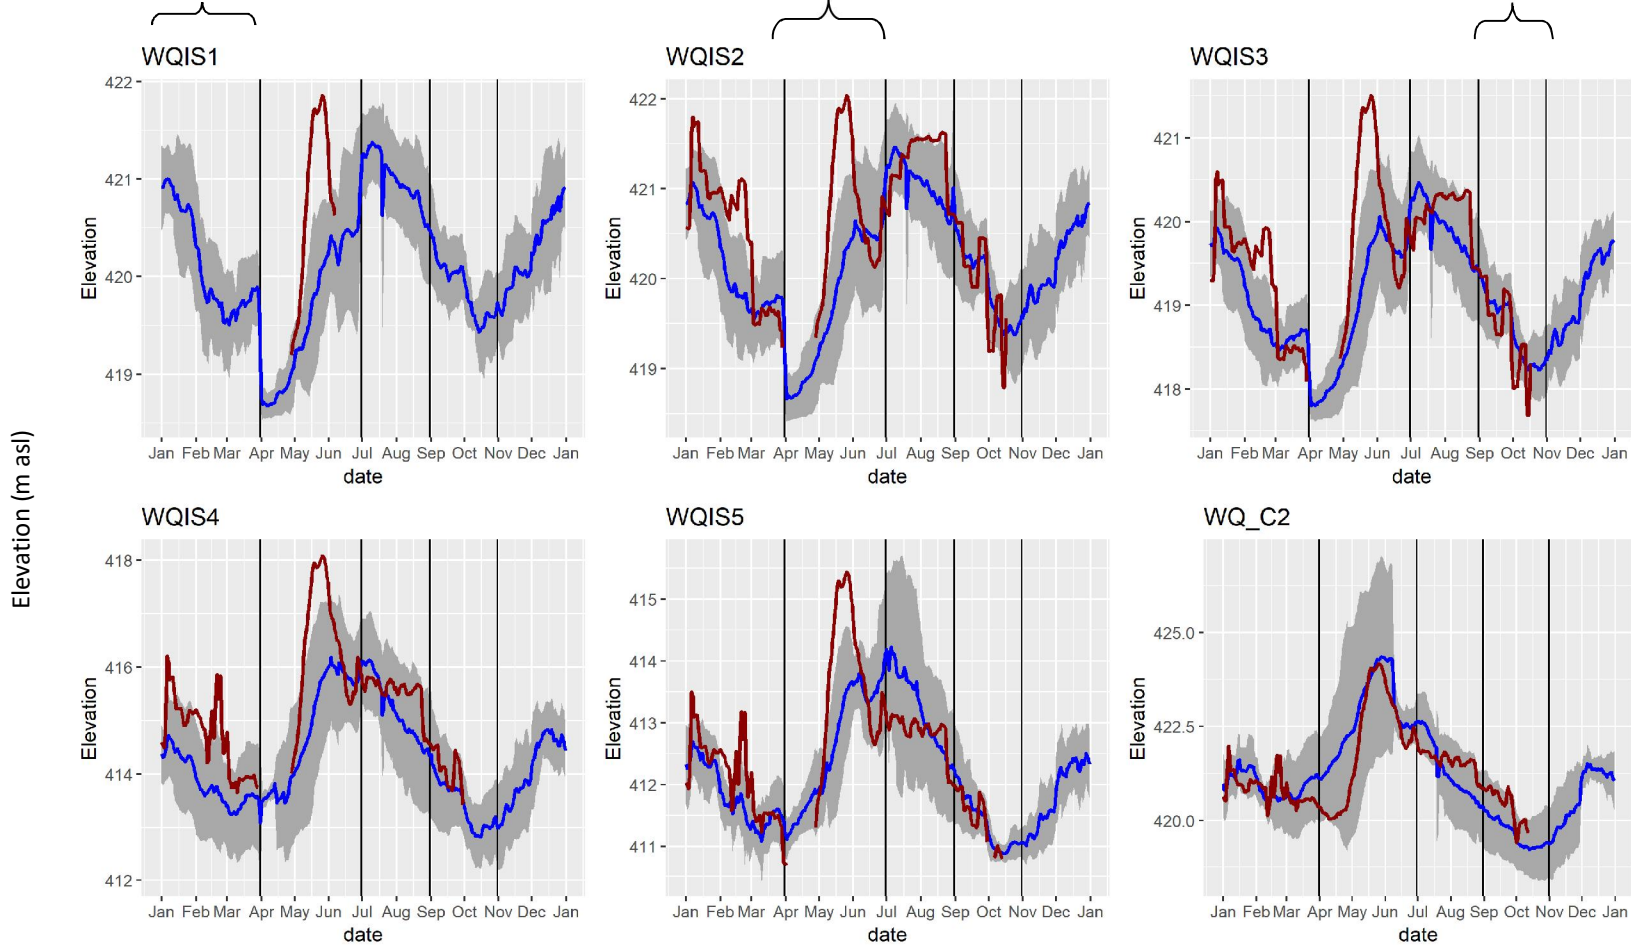 WQIS1
WQIS2
WQIS3
422
421
420
419
Elevation
Jan Feb Mar Apr May Jun Jul Aug Sep Oct Nov Dec Jan
date
422
421
420
419
Elevation
Jan Feb Mar Apr May Jun Jul Aug Sep Oct Nov Dec Jan
date
421
420
419
418
Elevation
Jan Feb Mar Apr May Jun Jul Aug Sep Oct Nov Dec Jan
date
Elevation (m asl)
WQIS4
WQIS5
WQ_C2
418
416
414
412
Elevation
Jan Feb Mar Apr May Jun Jul Aug Sep Oct Nov Dec Jan
date
415
414
413
412
411
Elevation
Jan Feb Mar Apr May Jun Jul Aug Sep Oct Nov Dec Jan
date
425.0
422.5
420.0
Elevation
Jan Feb Mar Apr May Jun Jul Aug Sep Oct Nov Dec Jan
date